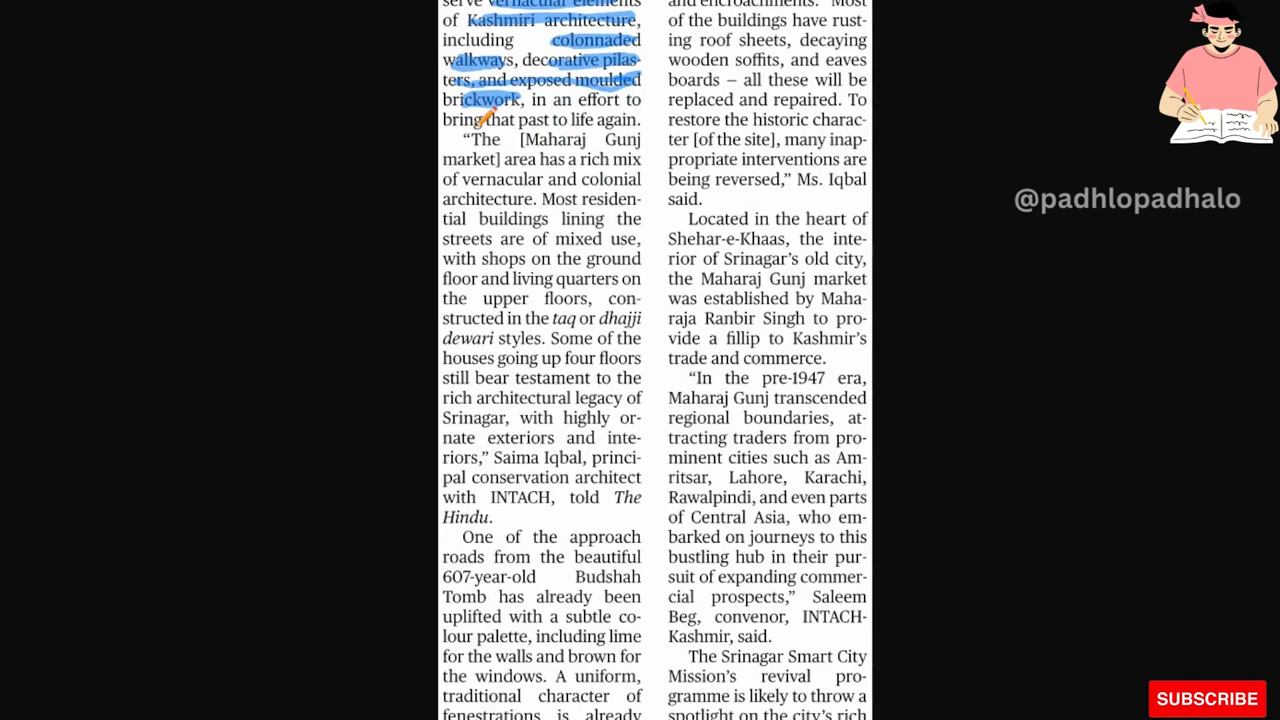 serve vernacular elements
of Kashmiri architecture,
including colonnaded
walkways, decorative pilas-
ters, and exposed moulded
brickwork, in an effort to
bring that past to life again.
“The [Maharaj Gunj
market] area has a rich mix
of vernacular and colonial
architecture. Most residen-
tial buildings lining the
streets are of mixed use,
with shops on the ground
floor and living quarters on
the upper floors, con-
structed in the taq or dhajji
dewari styles. Some of the
houses going up four floors
still bear testament to the
rich architectural legacy of
Srinagar, with highly or-
nate exteriors and inte-
riors,” Saima Iqbal, princi-
pal conservation architect
with INTACH, told The
Hindu.
One of the approach
roads from the beautiful
607-year-old Budshah
Tomb has already been
uplifted with a subtle co-
lour palette, including lime
for the walls and brown for
the windows. A uniform,
traditional character of
fenestrations is already
and encroachments. “Most
of the buildings have rust-
ing roof sheets, decaying
wooden soffits, and eaves
boards – all these will be
replaced and repaired. To
restore the historic charac-
ter [of the site], many inap-
propriate interventions are
being reversed,” Ms. Iqbal
said.
Located in the heart of
Shehar-e-Khaas, the inte-
rior of Srinagar’s old city,
the Maharaj Gunj market
was established by Maha-
raja Ranbir Singh to pro-
vide a fillip to Kashmir’s
trade and commerce.
“In the pre-1947 era,
Maharaj Gunj transcended
regional boundaries, at-
tracting traders from pro-
minent cities such as Am-
ritsar, Lahore, Karachi,
Rawalpindi, and even parts
of Central Asia, who em-
barked on journeys to this
bustling hub in their pur-
suit of expanding commer-
cial prospects,” Saleem
Beg, convenor, INTACH-
Kashmir, said.
The Srinagar Smart City
Mission’s revival pro-
gramme is likely to throw a
spotlight on the city’s rich
@padhlopadhalo
SUBSCRIBE